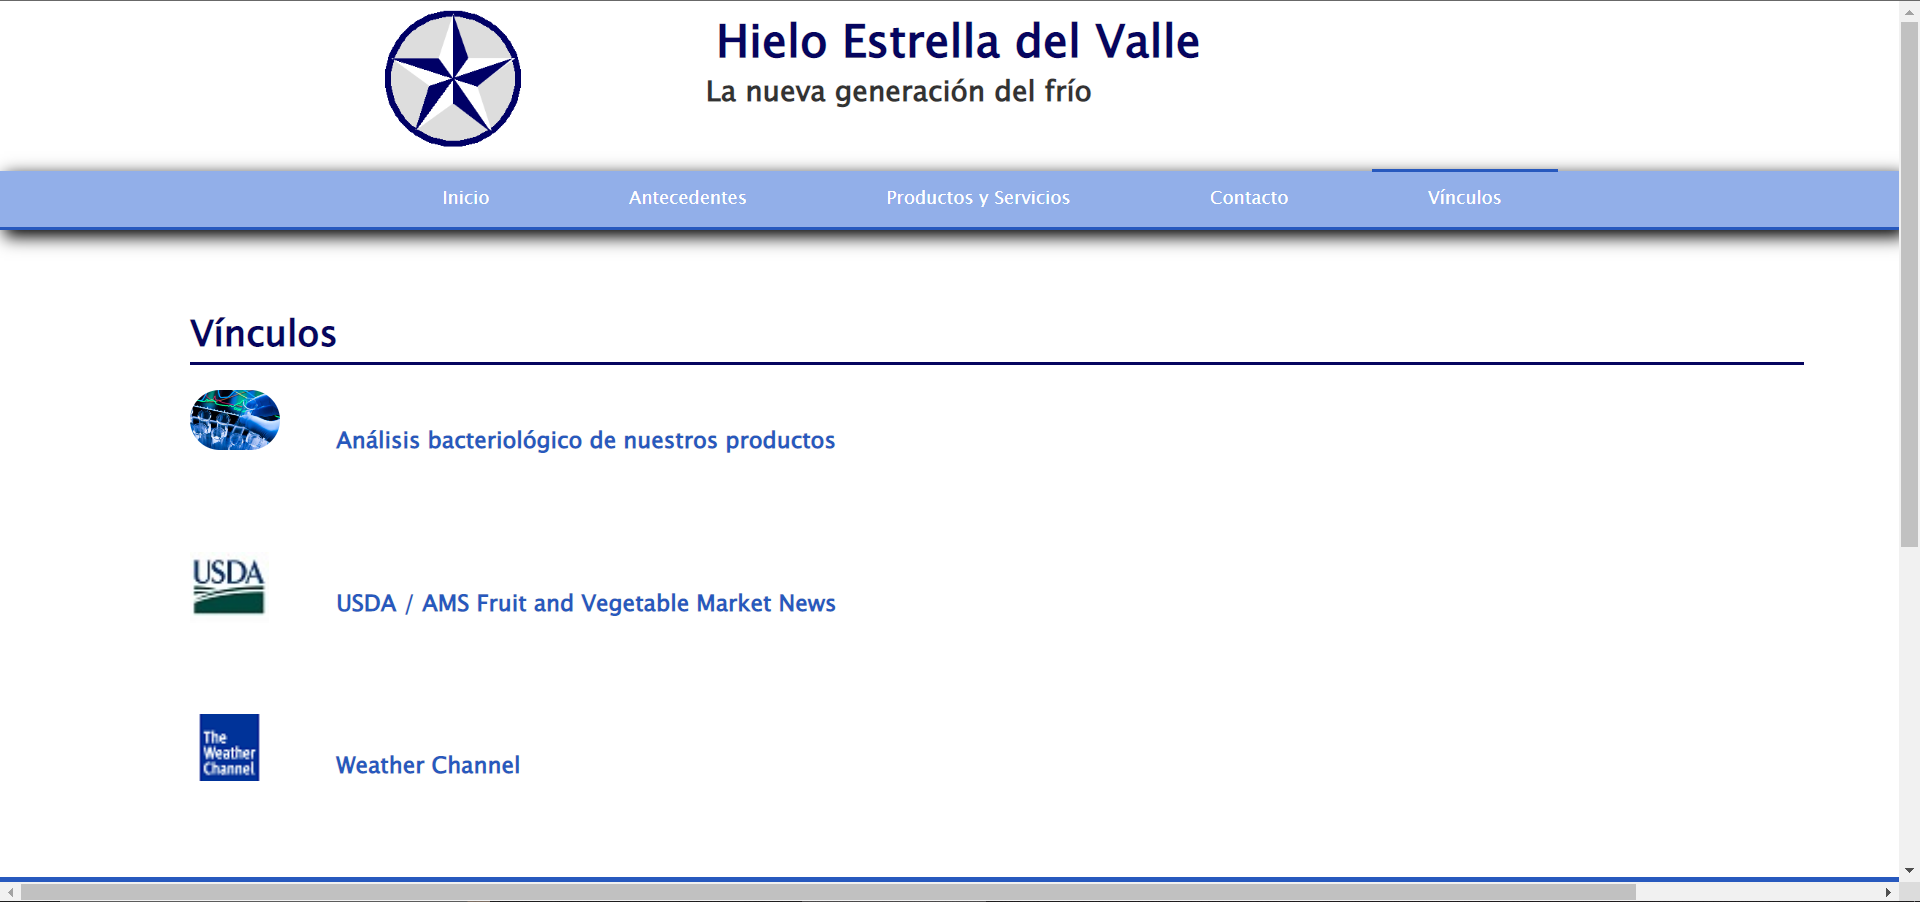 Hielo Estrella del Valle
La nueva generación del frío
Inicio
Antecedentes
Productos y Servicios
Contacto
Vínculos
Vínculos
Análisis bacteriológico de nuestros productos
USDA
USDA / AMS Fruit and Vegetable Market News
The
Weather
Channel
Weather Channel